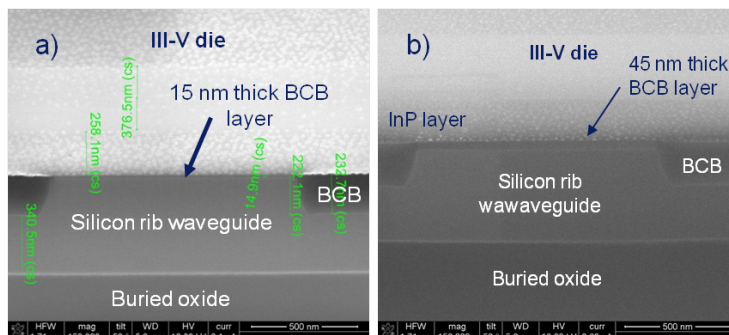 a)
III-V die
15 nm thick BCB
layer
376.5nm (cs)
258.1nm (cs)
14.9nm (cs)
222.1nm (cs)
340.5nm (cs)
BCB
Silicon rib waveguide
Buried oxide
HFW mag tilt WD HV curr
500 nm
b)
III-V die
45 nm thick
BCB layer
InP layer
BCB
Silicon rib
wawaveguide
Buried oxide
HFW mag tilt WD HV curr
500 nm